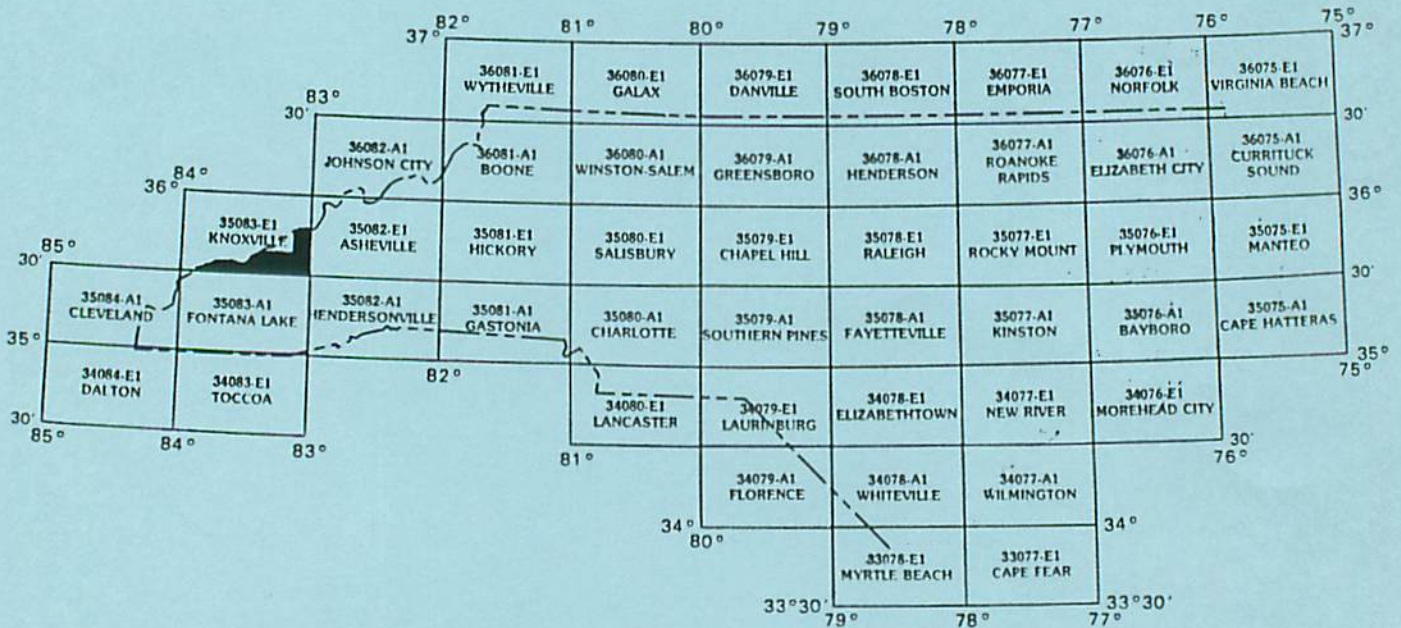 82° 81° 80° 79° 78° 77° 76° 75°
37° 37°
36081-E1 36080-E1 36079-E1 36078-E1 36077-E1 36076-E1 36075-E1
WYTHEVILLE GALAX DANVILLE SOUTH BOSTON EMPORIA NORFOLK VIRGINIA BEACH
83°
30' 30'
36082-A1 36081-A1 36080-A1 36079-A1 36078-A1 36077-A1 36076-A1 36075-A1
JOHNSON CITY BOONE WINSTON-SALEM GREENSBORO HENDERSON ROANOKE RAPIDS ELIZABETH CITY CURRITUCK SOUND
84°
36° 36°
35083-E1 35082-E1 35081-E1 35080-E1 35079-E1 35078-E1 35077-E1 35076-E1 35075-E1
KNOXVILLE ASHEVILLE HICKORY SALISBURY CHAPEL HILL RALEIGH ROCKY MOUNT PLYMOUTH MANTEO
85°
30' 30'
35084-A1 35083-A1 35082-A1 35081-A1 35080-A1 35079-A1 35078-A1 35077-A1 35076-A1 35075-A1
CLEVELAND FONTANA LAKE HENDERSONVILLE GASTONIA CHARLOTTE SOUTHERN PINES FAYETTEVILLE KINSTON BAYBORO CAPE HATTERAS
35° 35°
82° 75°
34084-E1 34083-E1 34080-E1 34079-E1 34078-E1 34077-E1 34076-E1
DALTON TOCCOA LANCASTER LAURINBURG ELIZABETHTOWN NEW RIVER MOREHEAD CITY
30' 30'
85° 84° 83° 81° 76°
34079-A1 34078-A1 34077-A1
FLORENCE WHITEVILLE WILMINGTON
34° 34°
80°
33078-E1 33077-E1
MYRTLE BEACH CAPE FEAR
33°30' 33°30'
79° 78° 77°